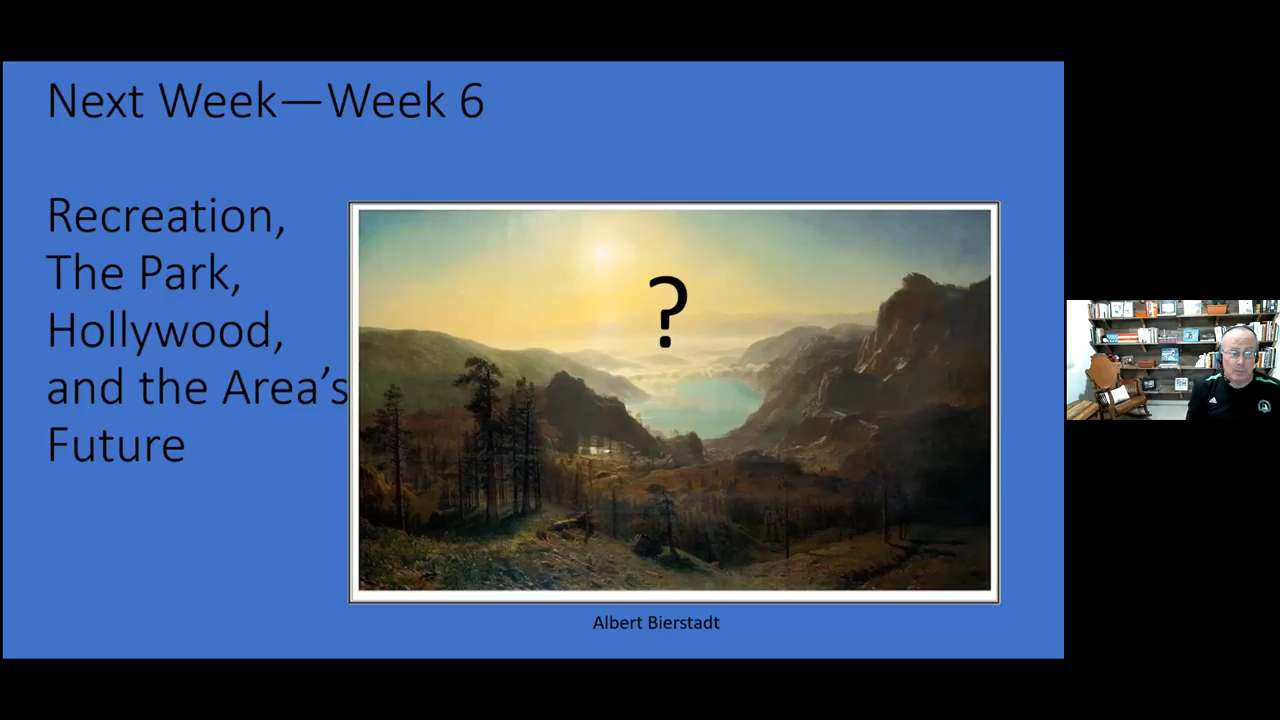 Next Week—Week 6
Recreation,
The Park,
Hollywood,
and the Area’s
Future
?
Albert Bierstadt